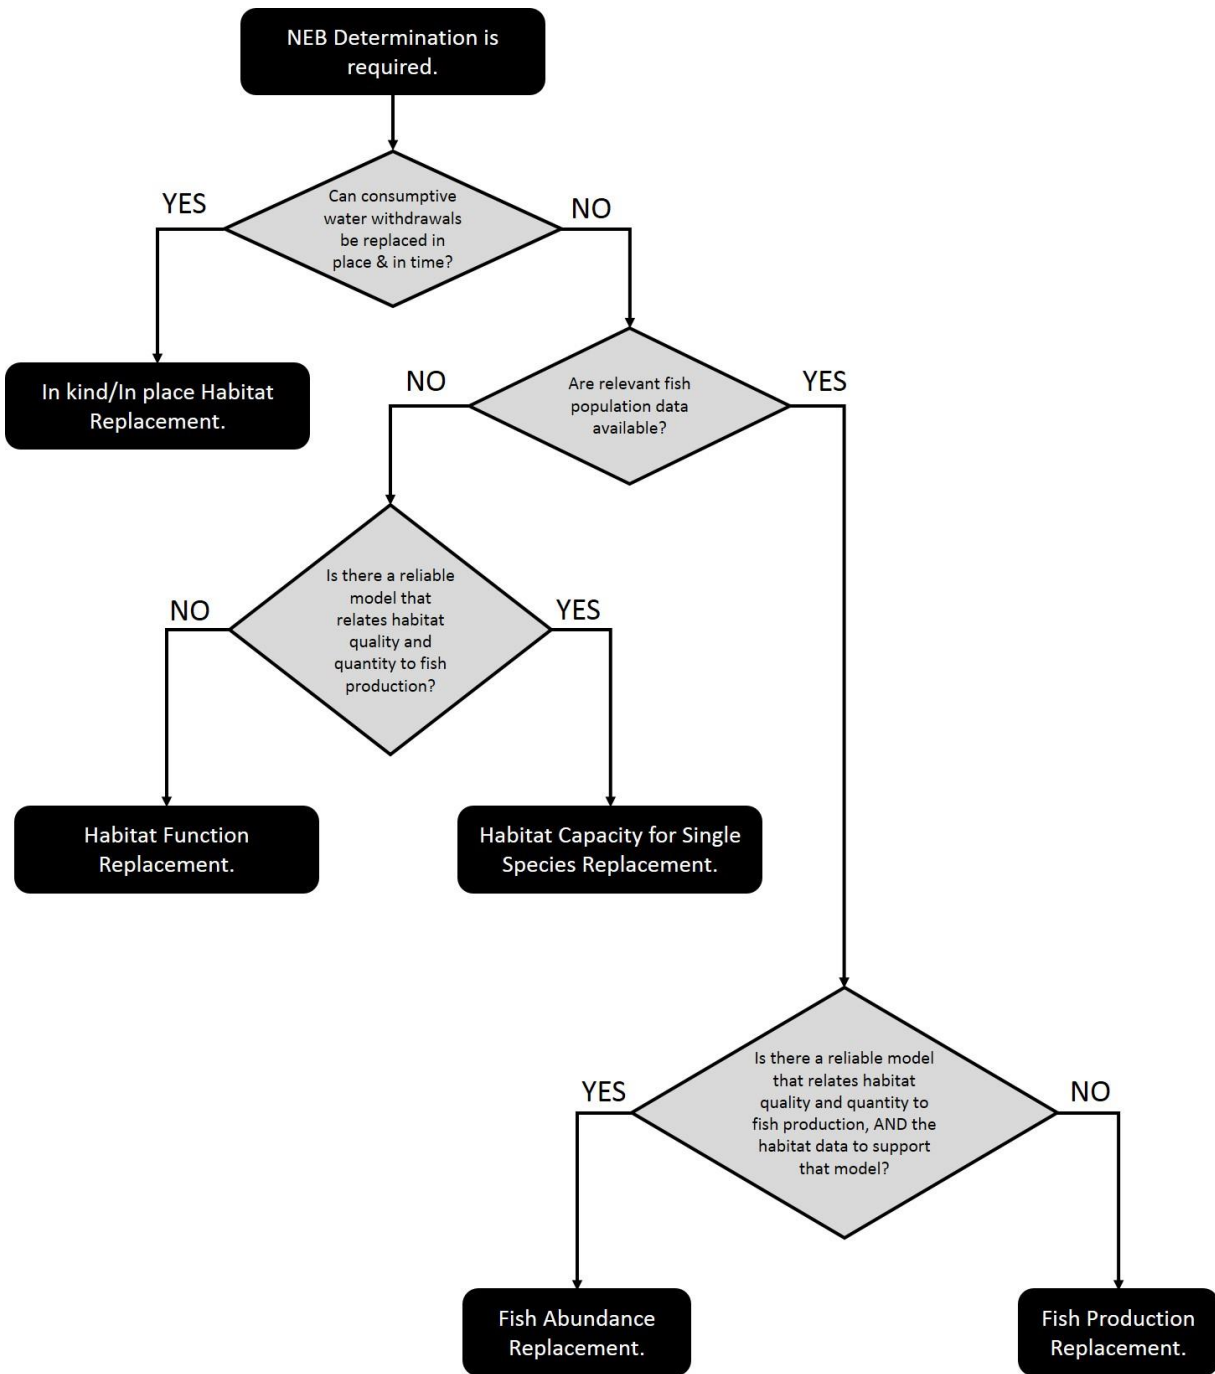 NEB Determination is
required.
YES
Can consumptive
water withdrawals
be replaced in
place & in time?
NO
In kind/In place Habitat
Replacement.
NO
Are relevant fish
population data
available?
YES
NO
Is there a reliable
model that
relates habitat
quality and
quantity to fish
production?
YES
Habitat Function
Replacement.
Habitat Capacity for Single
Species Replacement.
YES
Is there a reliable model
that relates habitat
quality and quantity to
fish production, AND the
habitat data to support
that model?
NO
Fish Abundance
Replacement.
Fish Production
Replacement.